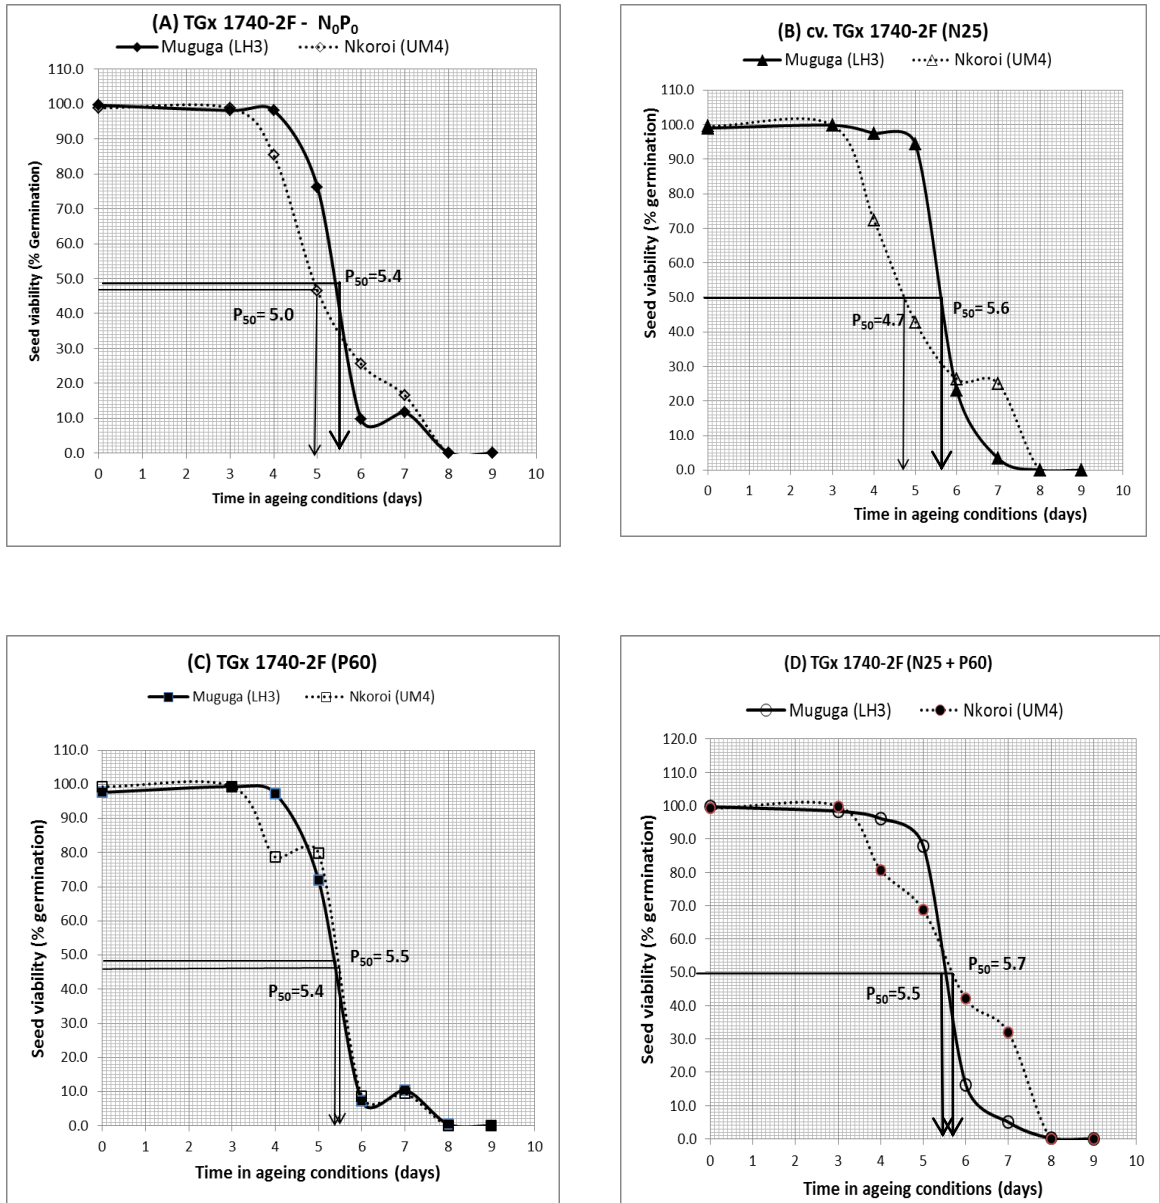 (A) TGx 1740-2F - N0P0
Muguga (LH3) Nkoroi (UM4)
110.0
100.0
90.0
80.0
70.0
60.0
50.0
40.0
30.0
20.0
10.0
0.0
Seed viability (% Germination)
P50=5.4
P50= 5.0
0 1 2 3 4 5 6 7 8 9 10
Time in ageing conditions (days)
(B) cv. TGx 1740-2F (N25)
Muguga (LH3) Nkoroi (UM4)
110.0
100.0
90.0
80.0
70.0
60.0
50.0
40.0
30.0
20.0
10.0
0.0
Seed viability (% germination)
P50=4.7
P50= 5.6
0 1 2 3 4 5 6 7 8 9 10
Time in ageing conditions (days)
(C) TGx 1740-2F (P60)
Muguga (LH3) Nkoroi (UM4)
110.0
100.0
90.0
80.0
70.0
60.0
50.0
40.0
30.0
20.0
10.0
0.0
Seed viability (% germination)
P50= 5.5
P50= 5.4
0 1 2 3 4 5 6 7 8 9 10
Time in ageing conditions (days)
(D) TGx 1740-2F (N25 + P60)
Muguga (LH3) Nkoroi (UM4)
120.0
110.0
100.0
90.0
80.0
70.0
60.0
50.0
40.0
30.0
20.0
10.0
0.0
Seed viability (% germination)
P50= 5.7
P50= 5.5
0 1 2 3 4 5 6 7 8 9 10
Time in ageing conditions (days)